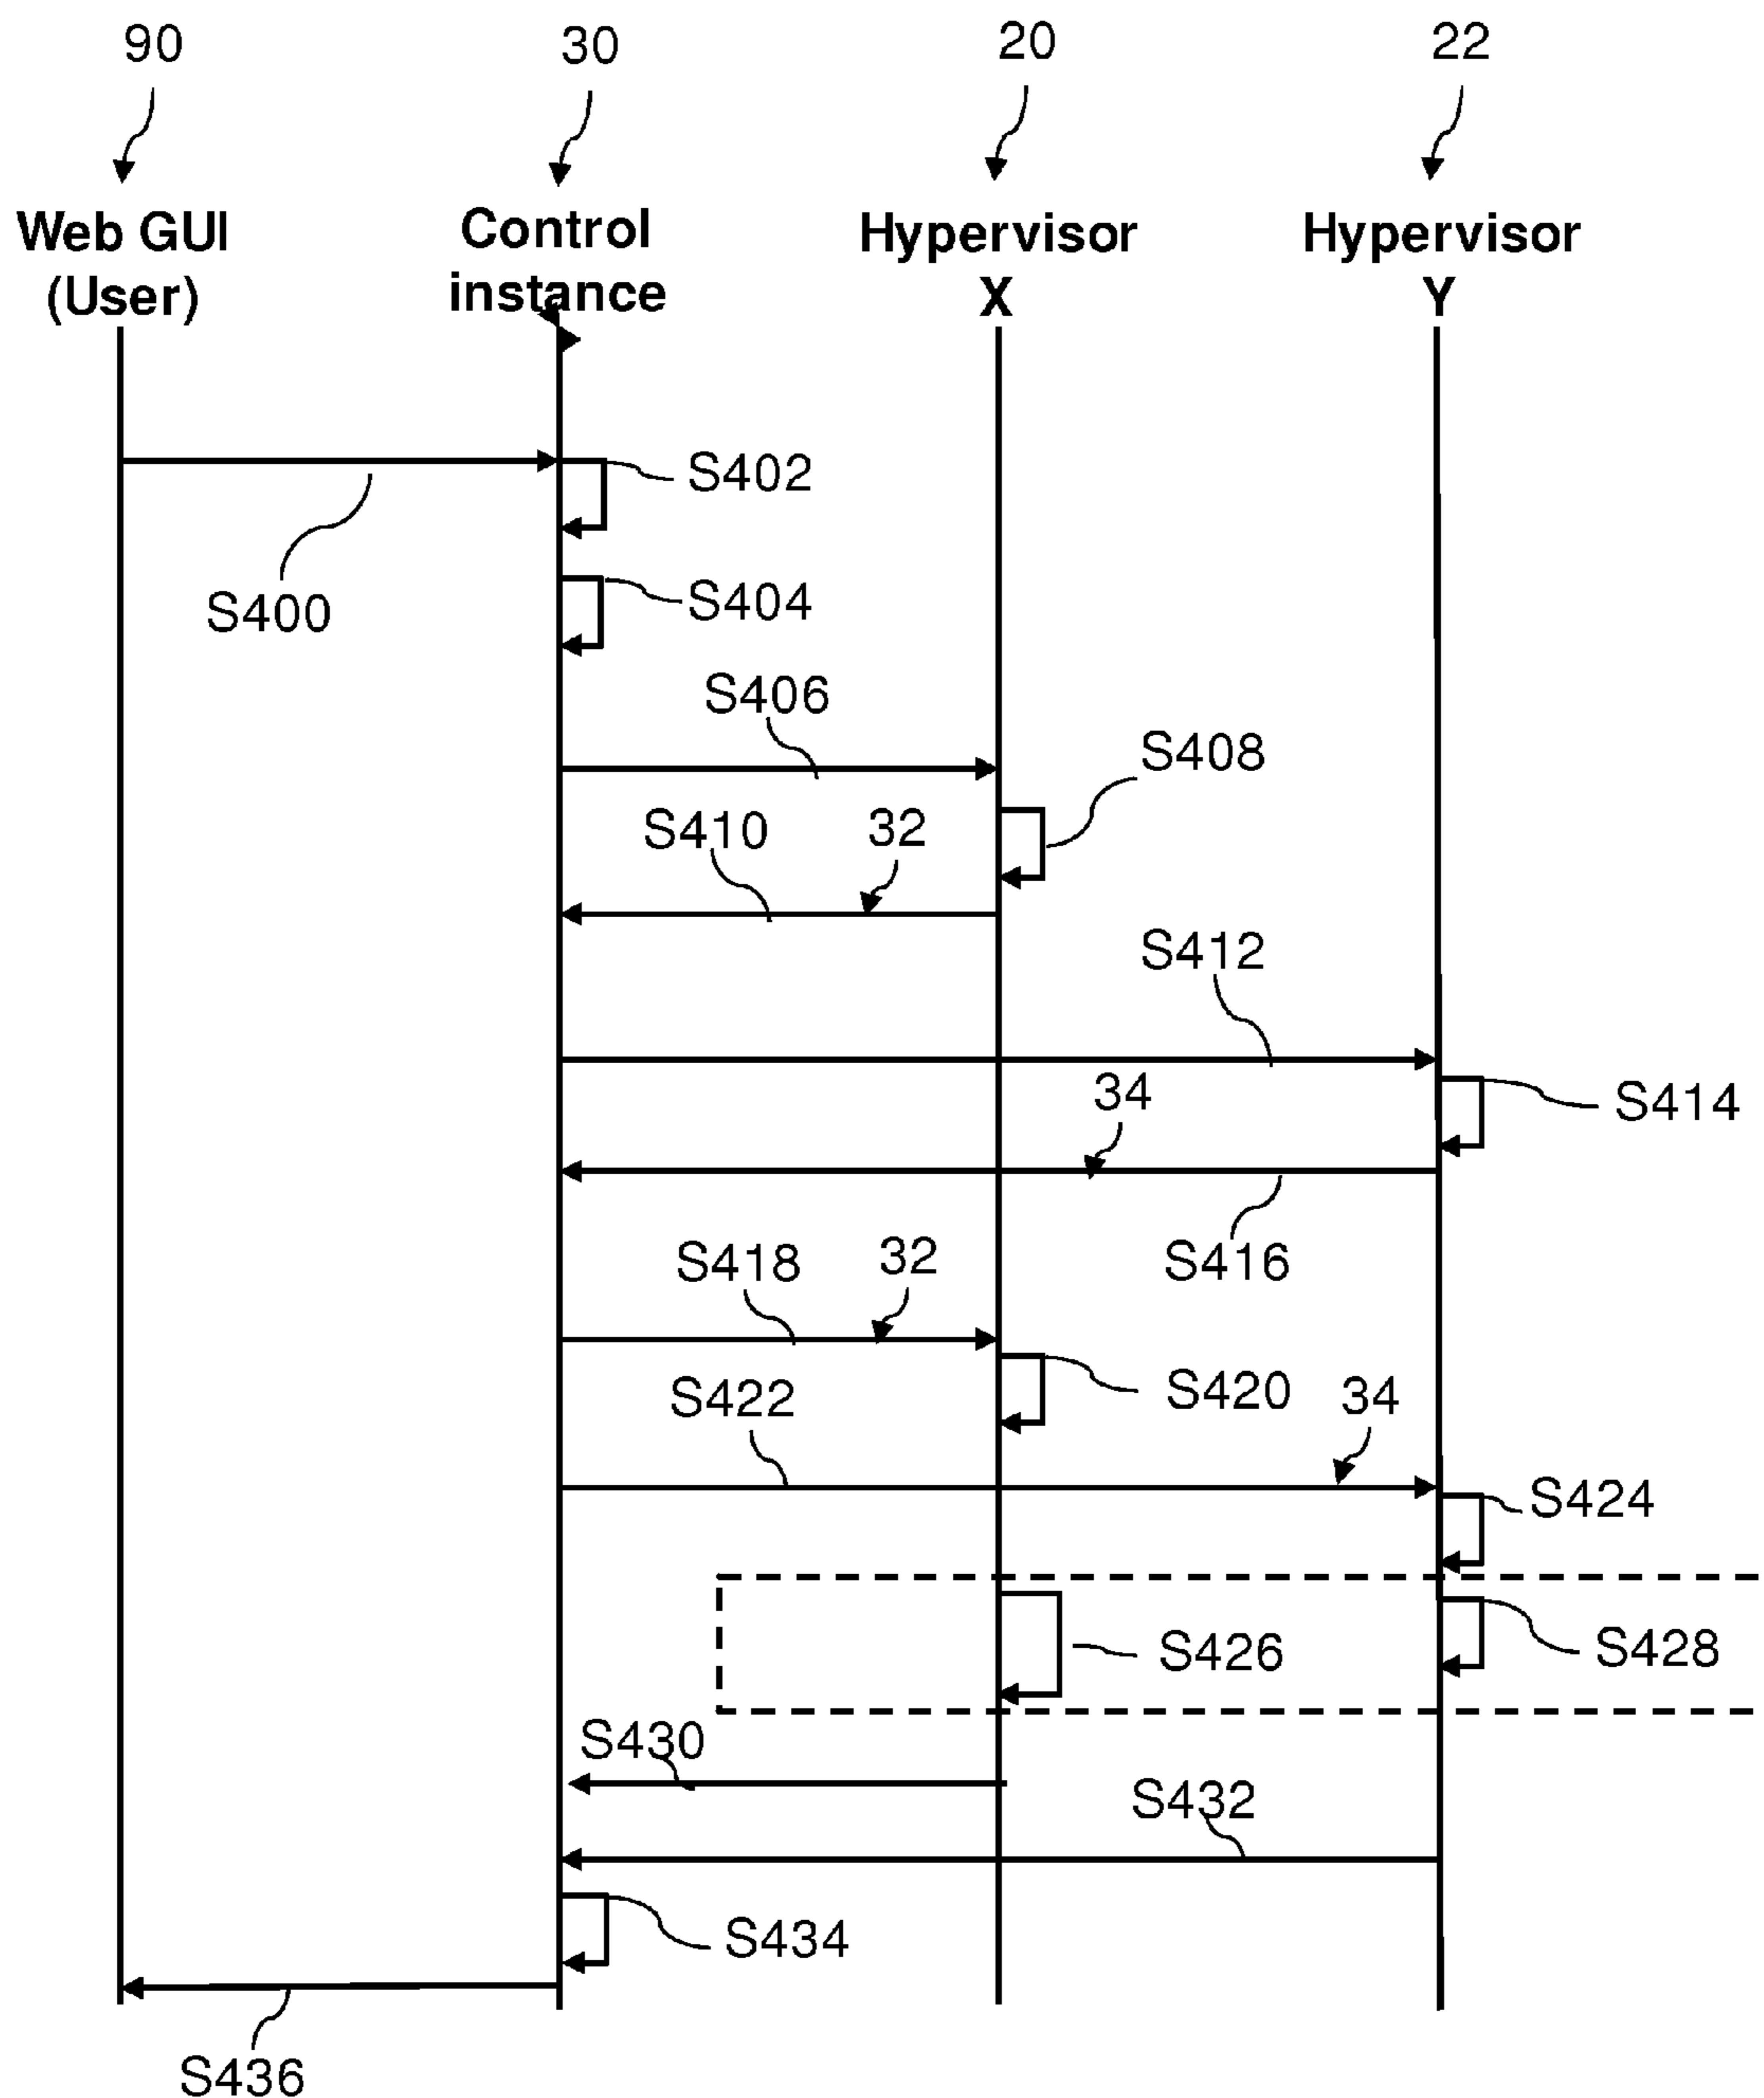 90
30
20
22
Web GUI
(User)
Control
instance
Hypervisor
X
Hypervisor
Y
S402
S400
S404
S406
S408
S410
32
S412
34
S414
S416
S418
32
S420
S422
34
S424
S426
S428
S430
S432
S434
S436